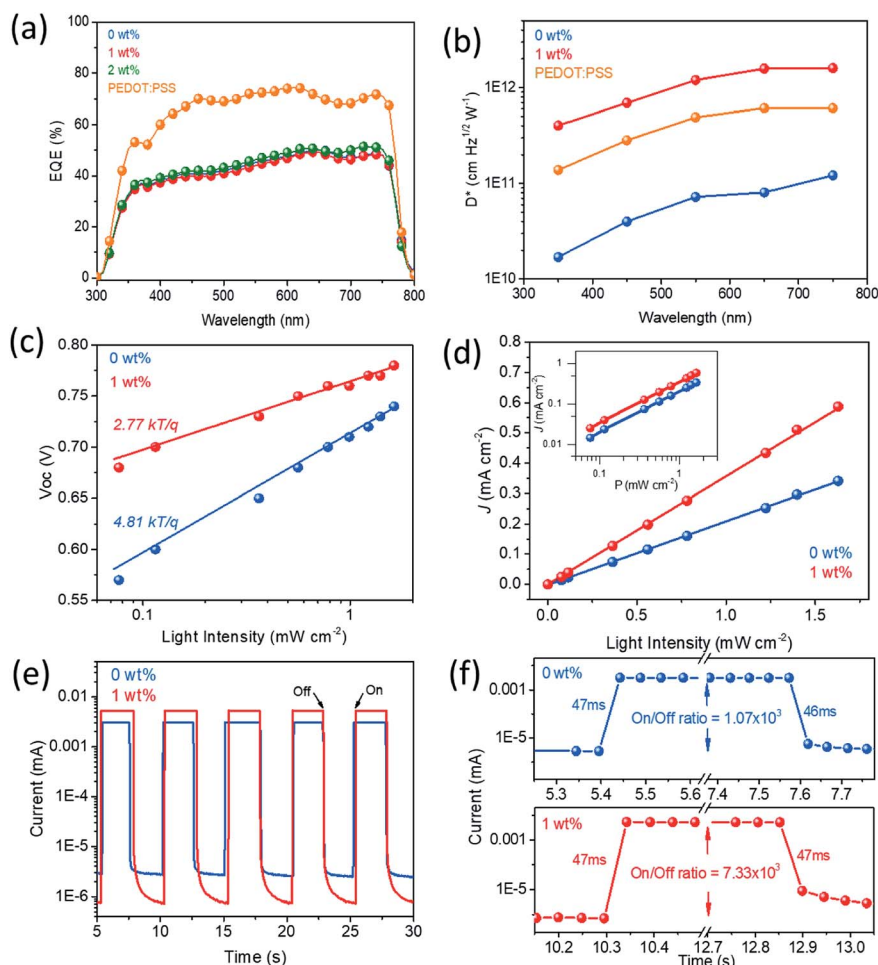 (a)
0 wt%
1 wt%
2 wt%
PEDOT:PSS
EQE (%)
100
80
60
40
20
0
300 400 500 600 700 800
Wavelength (nm)
(b)
0 wt%
1 wt%
PEDOT:PSS
D* (cm Hz1/2 W-1)
1E12
1E11
1E10
300 400 500 600 700 800
Wavelength (nm)
(c)
0 wt%
1 wt%
2.77 kT/q
4.81 kT/q
Voc (V)
0.80
0.75
0.70
0.65
0.60
0.55
0.1 1
Light Intensity (mW cm-2)
(d)
J (mA cm-2)
0.8
0.7
0.6
0.5
0.4
0.3
0.2
0.1
0.0
J (mA cm-2)
1
0.1
0.01
0.1 1
P (mW cm-2)
0 wt%
1 wt%
0.0 0.5 1.0 1.5
Light Intensity (mW cm-2)
(e)
0 wt%
1 wt%
Off On
Current (mA)
0.01
0.001
1E-4
1E-5
1E-6
5 10 15 20 25 30
Time (s)
(f)
0 wt%
0.001
1E-5
47ms
46ms
On/Off ratio = 1.07x103
5.3 5.4 5.5 5.6 7.4 7.5 7.6 7.7
Current (mA)
1 wt%
0.001
1E-5
47ms
47ms
On/Off ratio = 7.33x103
10.2 10.3 10.4 12.7 12.8 12.9 13.0
Time (s)